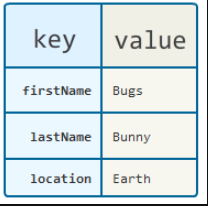 key value
firstName Bugs
lastName Bunny
location Earth